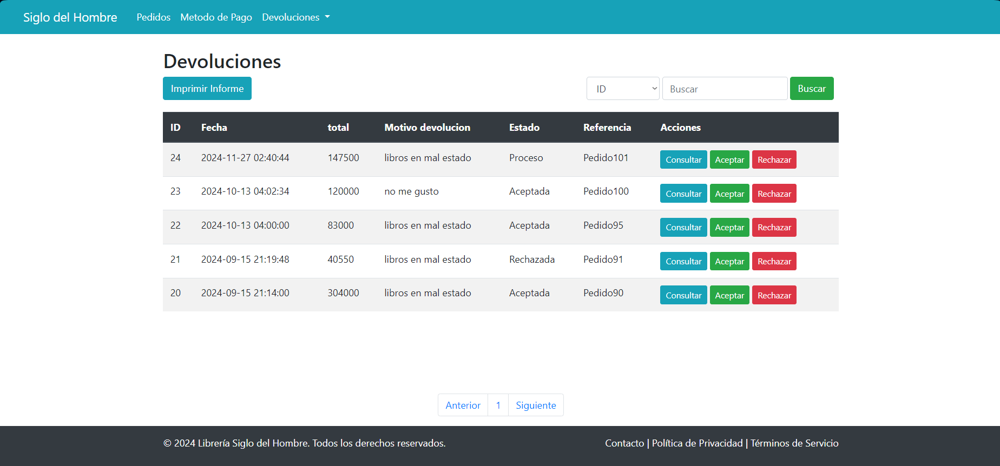 Siglo del Hombre Pedidos Metodo de Pago Devoluciones
Devoluciones
Imprimir Informe ID Buscar Buscar
ID Fecha total Motivo devolucion Estado Referencia Acciones
24 2024-11-27 02:40:44 147500 libros en mal estado Proceso Pedido101 Consultar Aceptar Rechazar
23 2024-10-13 04:02:34 120000 no me gusto Aceptada Pedido100 Consultar Aceptar Rechazar
22 2024-10-13 04:00:00 83000 libros en mal estado Aceptada Pedido95 Consultar Aceptar Rechazar
21 2024-09-15 21:19:48 40550 libros en mal estado Rechazada Pedido91 Consultar Aceptar Rechazar
20 2024-09-15 21:14:00 304000 libros en mal estado Aceptada Pedido90 Consultar Aceptar Rechazar
Anterior 1 Siguiente
© 2024 Librería Siglo del Hombre. Todos los derechos reservados. Contacto | Política de Privacidad | Términos de Servicio